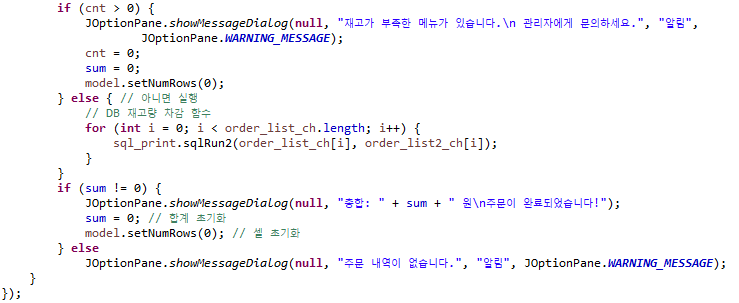 if (cnt > 0) {
JOptionPane.showMessageDialog(null, "재고가 부족한 메뉴가 있습니다.\n 관리자에게 문의하세요.", "알림",
JOptionPane.WARNING_MESSAGE);
cnt = 0;
sum = 0;
model.setNumRows(0);
} else { // 아니면 실행
// DB 재고량 차감 함수
for (int i = 0; i < order_list_ch.length; i++) {
sql_print.sqlRun2(order_list_ch[i], order_list2_ch[i]);
}
}
if (sum != 0) {
JOptionPane.showMessageDialog(null, "총합: " + sum + " 원\n주문이 완료되었습니다!");
sum = 0; // 합계 초기화
model.setNumRows(0); // 셀 초기화
} else
JOptionPane.showMessageDialog(null, "주문 내역이 없습니다.", "알림", JOptionPane.WARNING_MESSAGE);
}
});